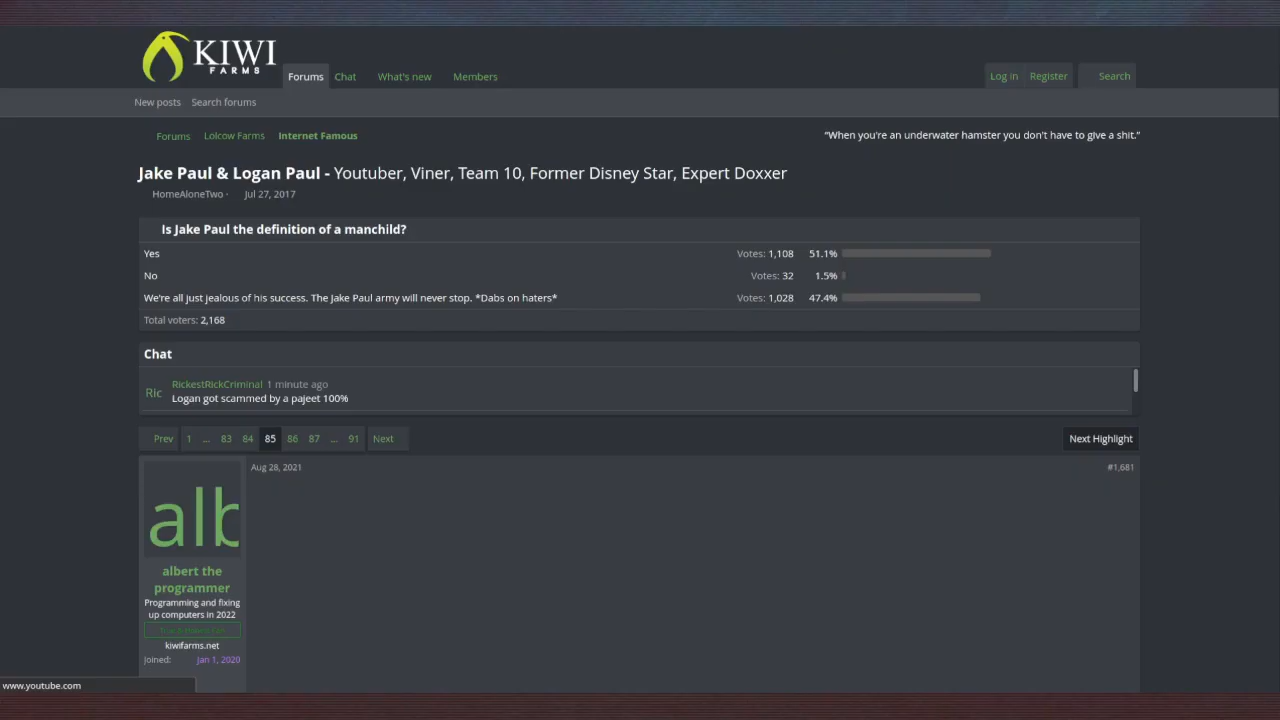 KIWI
FARMS
Forums Chat What's new Members
Log in Register Search
New posts Search forums
Forums Lolcow Farms Internet Famous
“When you're an underwater hamster you don't have to give a shit.”
Jake Paul & Logan Paul - Youtuber, Viner, Team 10, Former Disney Star, Expert Doxxer
HomeAloneTwo · Jul 27, 2017
Is Jake Paul the definition of a manchild?
Yes Votes: 1,108 51.1%
No Votes: 32 1.5%
We're all just jealous of his success. The Jake Paul army will never stop. *Dabs on haters* Votes: 1,028 47.4%
Total voters: 2,168
Chat
Ric RickestRickCriminal 1 minute ago
Logan got scammed by a pajeet 100%
Prev 1 ... 83 84 85 86 87 ... 91 Next Next Highlight
Aug 28, 2021 #1,681
alb
albert the
programmer
Programming and fixing
up computers in 2022
kiwifarms.net
Joined: Jan 1, 2020
www.youtube.com